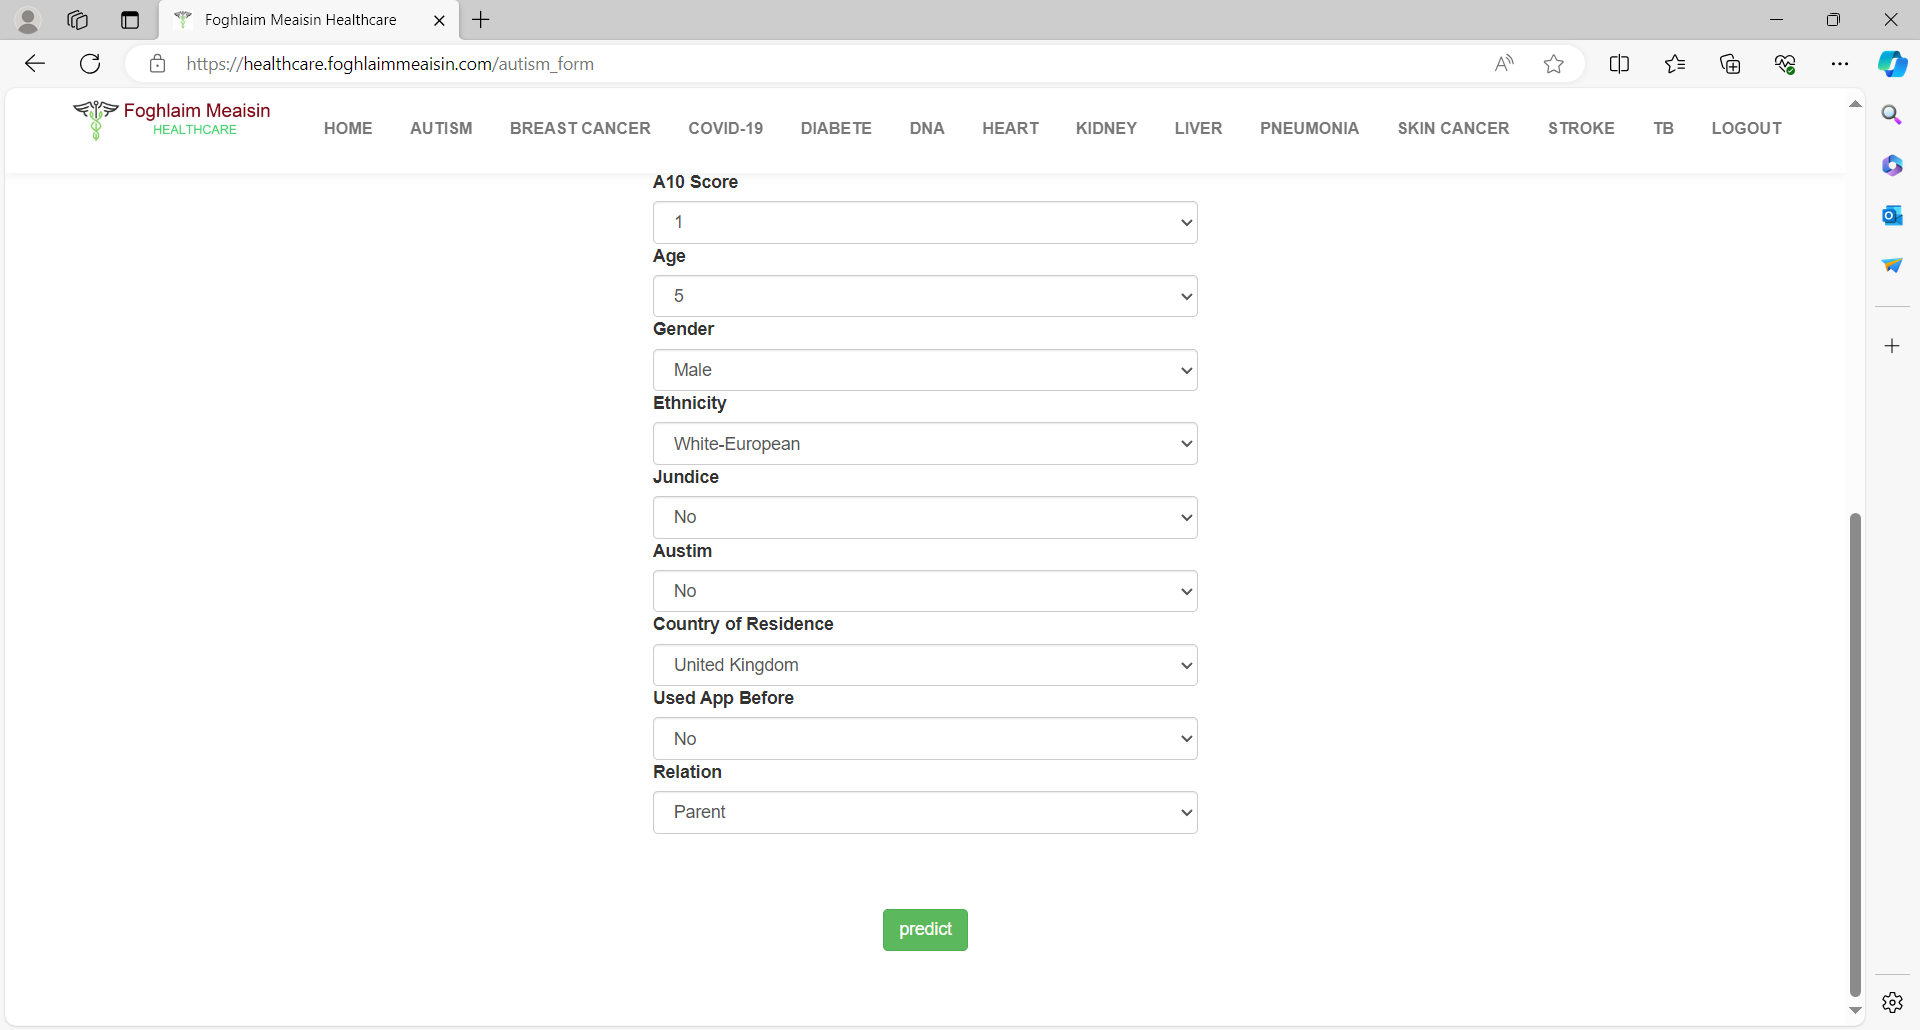 Foghlaim Meaisin Healthcare
https://healthcare.foghlaimmeaisin.com/autism_form
Foghlaim Meaisin
HEALTHCARE
HOME AUTISM BREAST CANCER COVID-19 DIABETE DNA HEART KIDNEY LIVER PNEUMONIA SKIN CANCER STROKE TB LOGOUT
A10 Score
1
Age
5
Gender
Male
Ethnicity
White-European
Jundice
No
Austim
No
Country of Residence
United Kingdom
Used App Before
No
Relation
Parent
predict